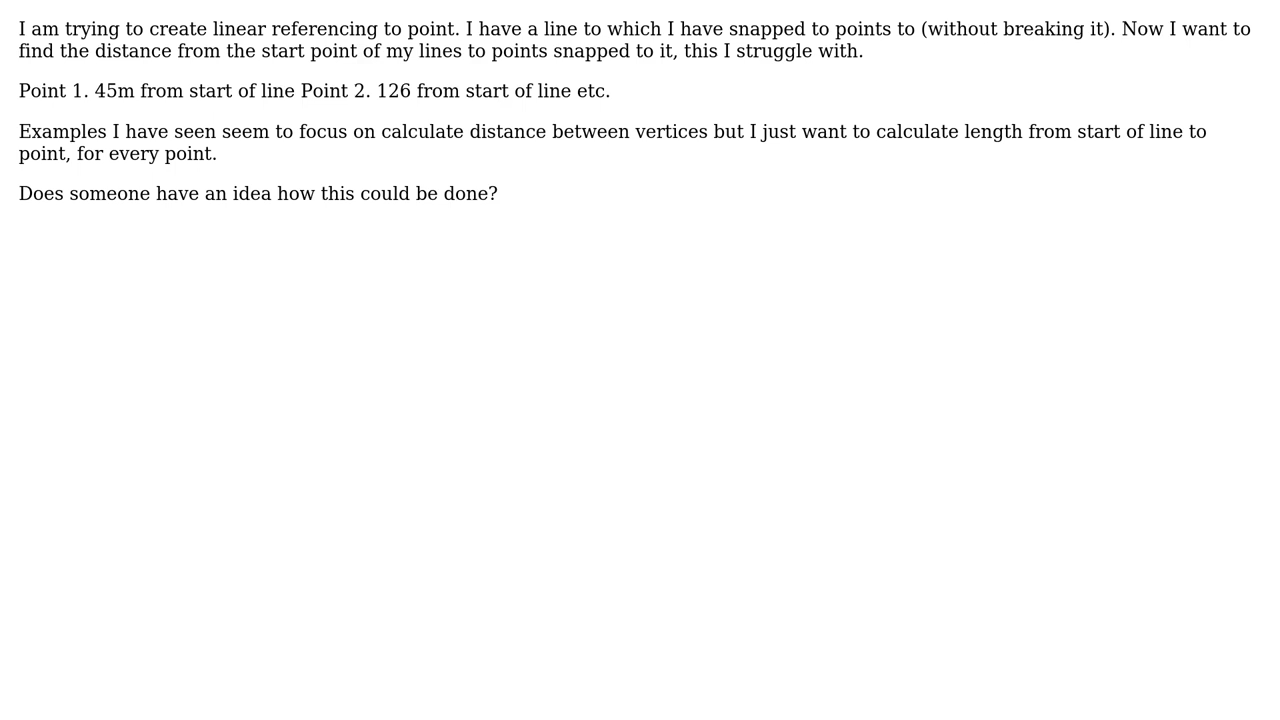 I am trying to create linear referencing to point. I have a line to which I have snapped to points to (without breaking it). Now I want to
find the distance from the start point of my lines to points snapped to it, this I struggle with.
Point 1. 45m from start of line Point 2. 126 from start of line etc.
Examples I have seen seem to focus on calculate distance between vertices but I just want to calculate length from start of line to
point, for every point.
Does someone have an idea how this could be done?